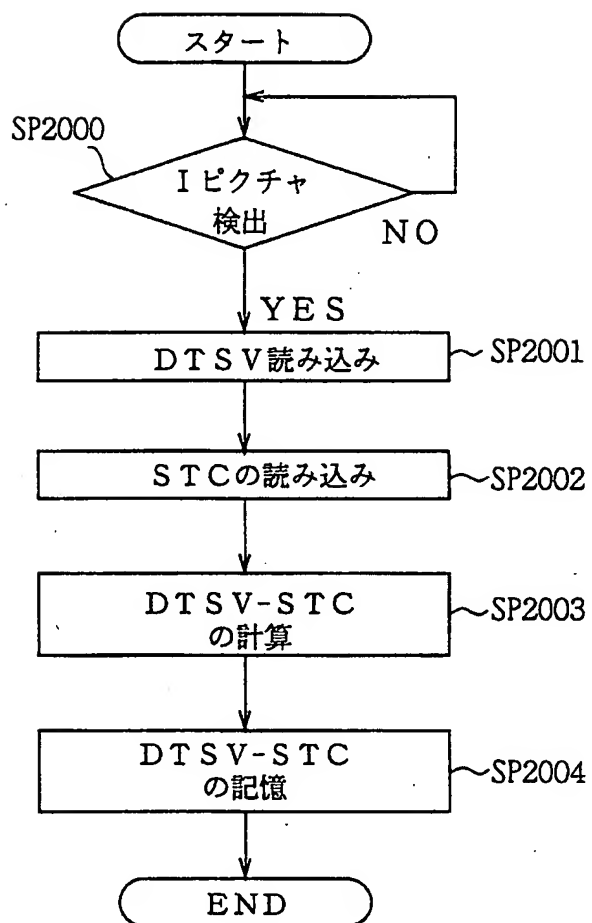 スタート
SP2000
Iピクチャ
検出
NO
YES
DTSV読み込み
SP2001
STCの読み込み
SP2002
DTSV-STC
の計算
SP2003
DTSV-STC
の記憶
SP2004
END